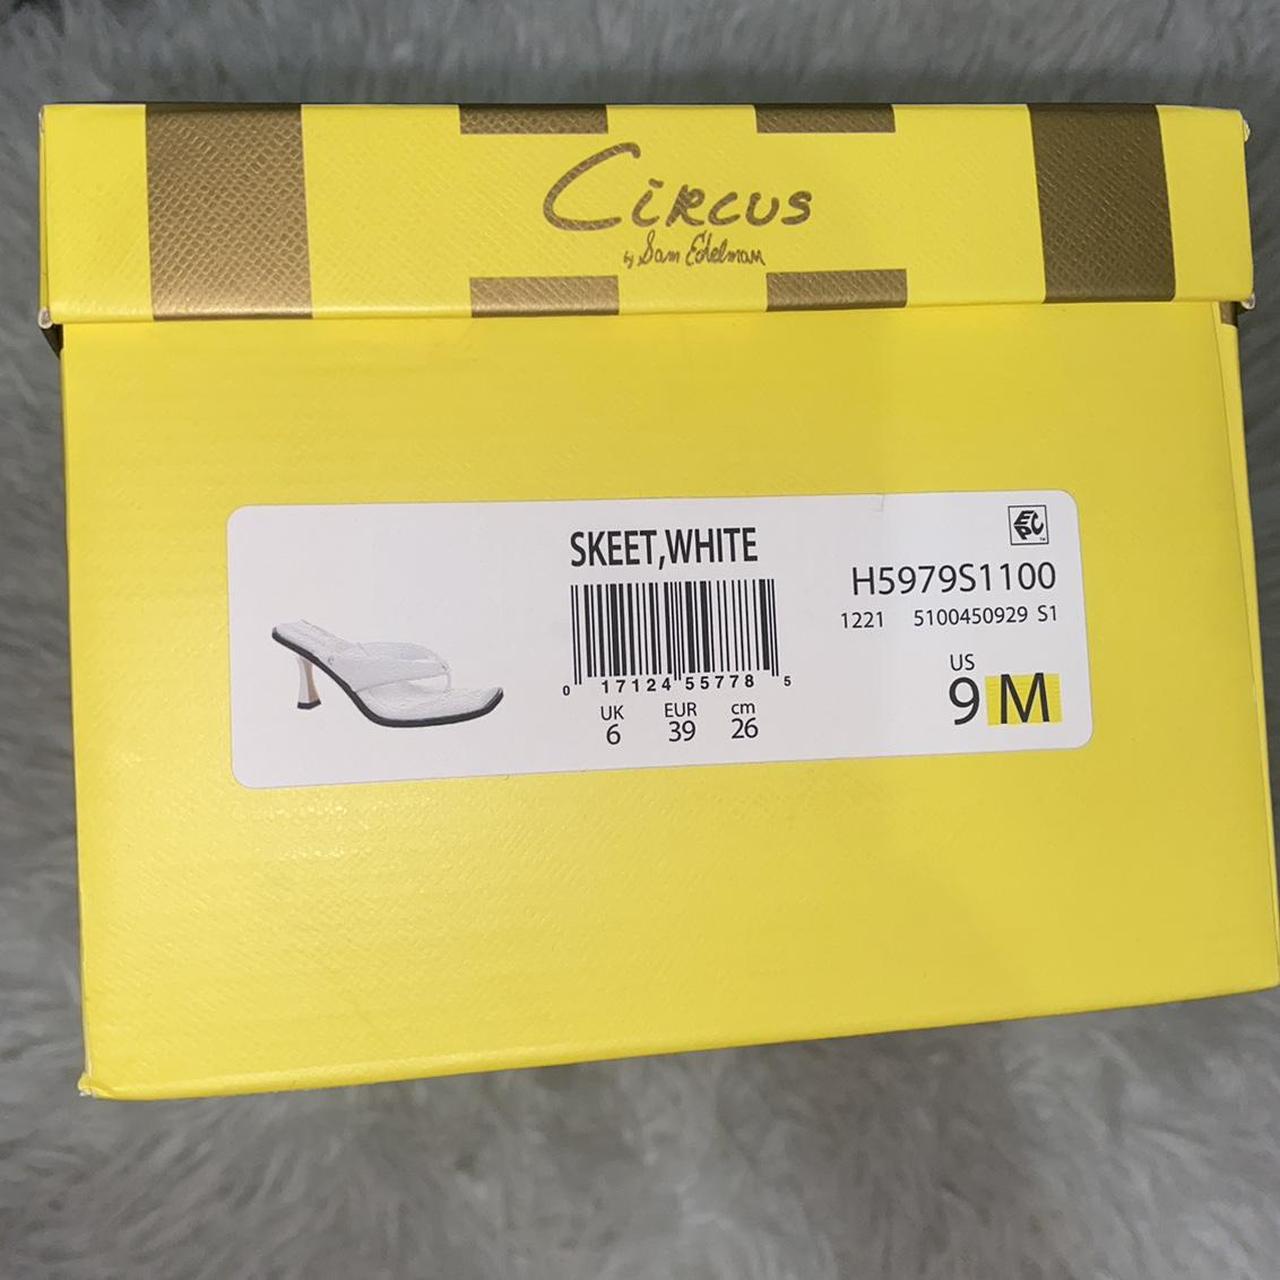 CIRCUS
by Sam Edelman
SKEET,WHITE
EPC
H5979S1100
1221 5100450929 S1
0 17124 55778 5
US
9 M
UK EUR cm
6 39 26